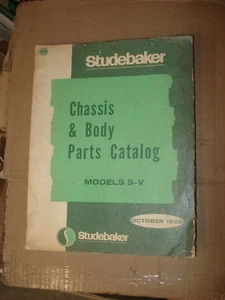 Studebaker
Chassis
& Body
Parts Catalog
MODELS S-V
OCTOBER
Studebaker